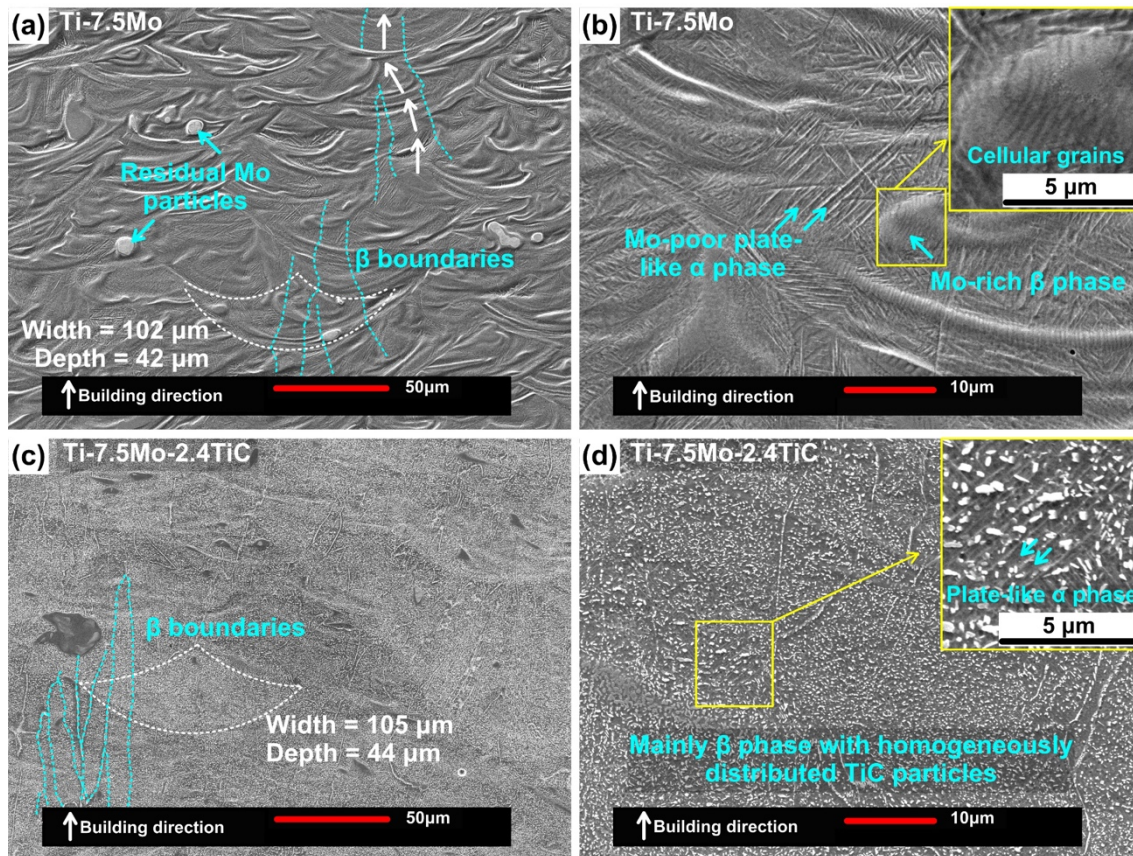 (a) Ti-7.5Mo
Residual Mo
particles
β boundaries
Width = 102 μm
Depth = 42 μm
Building direction
50μm
(b) Ti-7.5Mo
Cellular grains
5 μm
Mo-poor plate-
like α phase
Mo-rich β phase
Building direction
10μm
(c) Ti-7.5Mo-2.4TiC
β boundaries
Width = 105 μm
Depth = 44 μm
Building direction
50μm
(d) Ti-7.5Mo-2.4TiC
Plate-like α phase
5 μm
Mainly β phase with homogeneously
distributed TiC particles
Building direction
10μm